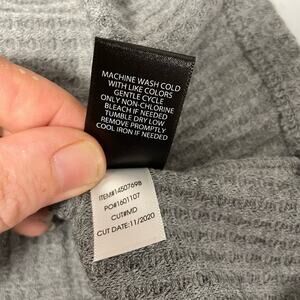 MACHINE WASH COLD
WITH LIKE COLORS
GENTLE CYCLE
ONLY NON-CHLORINE
BLEACH IF NEEDED
TUMBLE DRY LOW
REMOVE PROMPTLY
COOL IRON IF NEEDED
ITEM#14507698
PO#1601107
CUT#MD
CUT DATE:11/2020